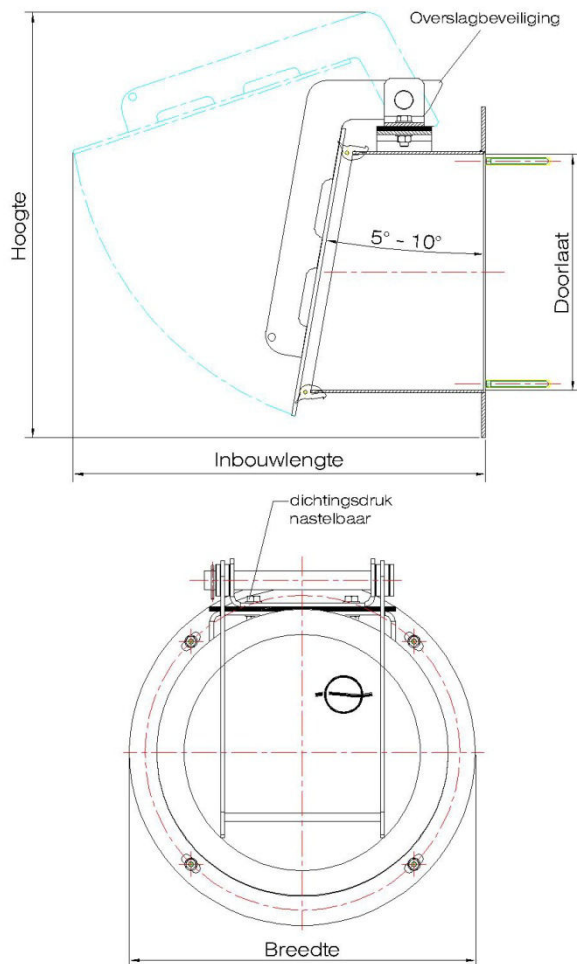 Overslagbeveiliging
Hoogte
5° - 10°
Doorlaat
Inbouwlengte
dichtingsdruk
nastelbaar
Breedte